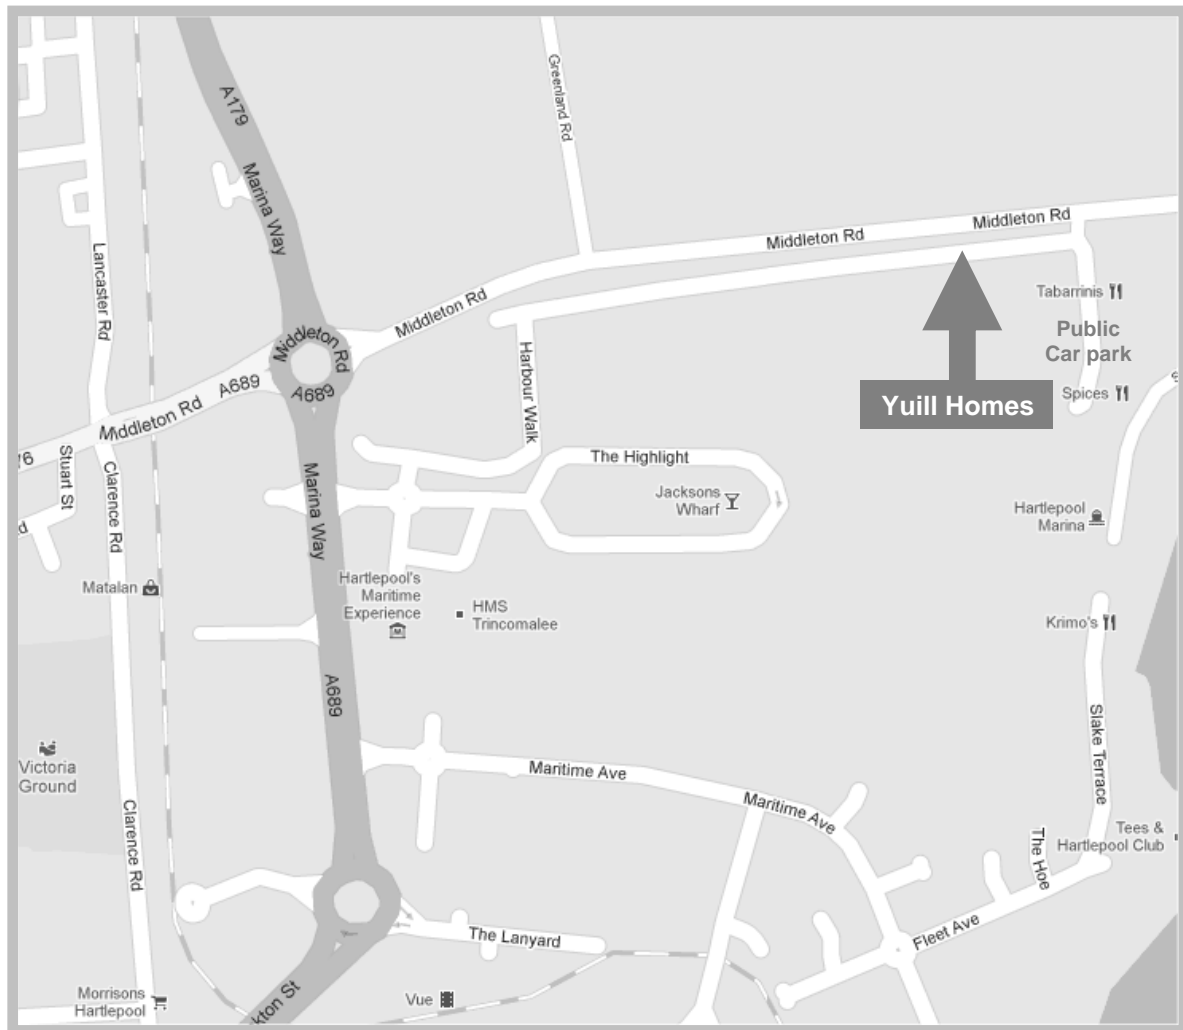 Greenland Rd
A179
Marina Way
Middleton Rd
Middleton Rd
Lancaster Rd
Middleton Rd
Tabarrinis
Public
Car park
Middleton Rd
A689
A689
Harbour Walk
Yuill Homes
Spices
Middleton Rd
Stuart St
Clarence Rd
The Highlight
Marina Way
Jacksons
Wharf
Hartlepool
Marina
Matalan
Hartlepool's
Maritime
Experience
HMS
Trincomalee
Krimo's
A689
Slake Terrace
Victoria
Ground
Maritime Ave
Maritime Ave
Clarence Rd
Tees &
Hartlepool Club
The Hoe
Fleet Ave
The Lanyard
Morrisons
Hartlepool
kton St
Vue